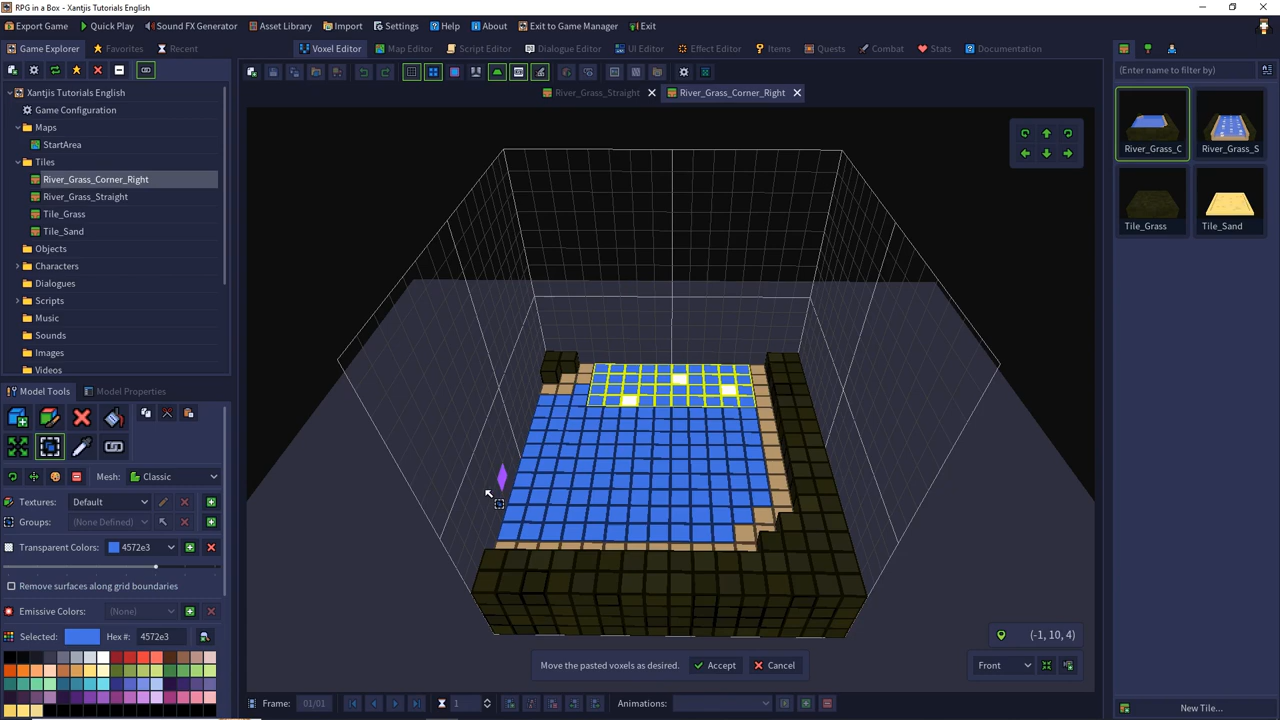 RPG in a Box - Xantjis Tutorials English
Export Game Quick Play Sound FX Generator Asset Library Import Settings Help About Exit to Game Manager Exit
Game Explorer Favorites Recent Voxel Editor Map Editor Script Editor Dialogue Editor UI Editor Effect Editor Items Quests Combat Stats Documentation
(Enter name to filter by)
River_Grass_Straight River_Grass_Corner_Right
Xantjis Tutorials English
Game Configuration
Maps
StartArea
Tiles
River_Grass_Corner_Right
River_Grass_Straight
Tile_Grass
Tile_Sand
Objects
Characters
Dialogues
Scripts
Music
Sounds
Images
Videos
River_Grass_C River_Grass_S
Tile_Grass Tile_Sand
Model Tools Model Properties
Mesh: Classic
Textures: Default
Groups: (None Defined)
Transparent Colors: 4572e3
Remove surfaces along grid boundaries
Emissive Colors: (None)
Selected: Hex #: 4572e3
(-1, 10, 4)
Move the pasted voxels as desired. Accept Cancel
Front
Frame: 01/01 1 Animations:
New Tile...